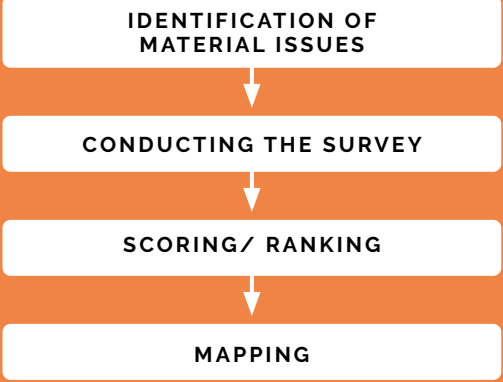 IDENTIFICATION OF
MATERIAL ISSUES
CONDUCTING THE SURVEY
SCORING/ RANKING
MAPPING